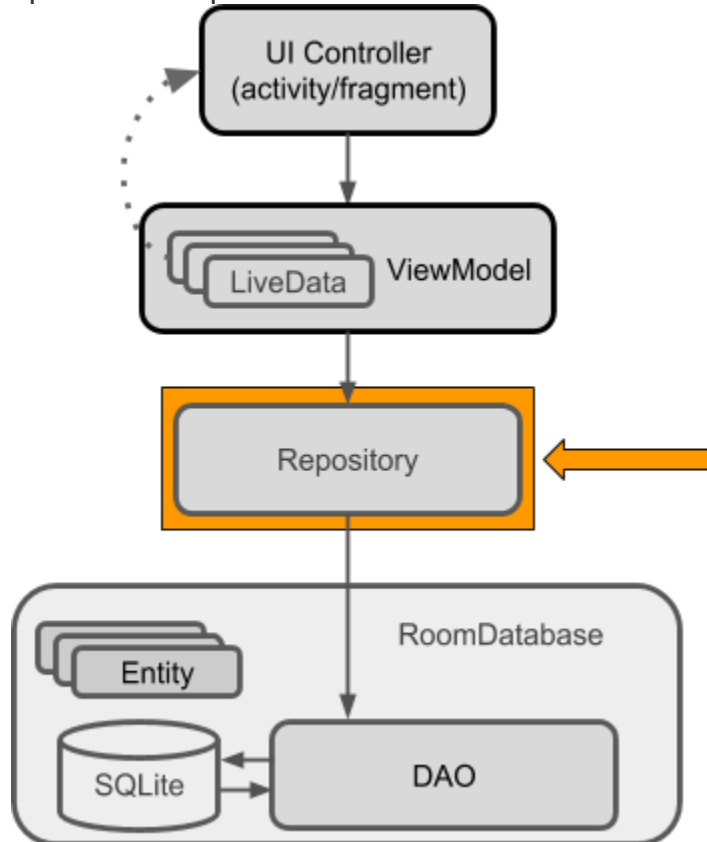 UI Controller
(activity/fragment)
LiveData
ViewModel
Repository
RoomDatabase
Entity
SQLite
DAO